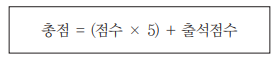 총점 = (점수 × 5) + 출석점수